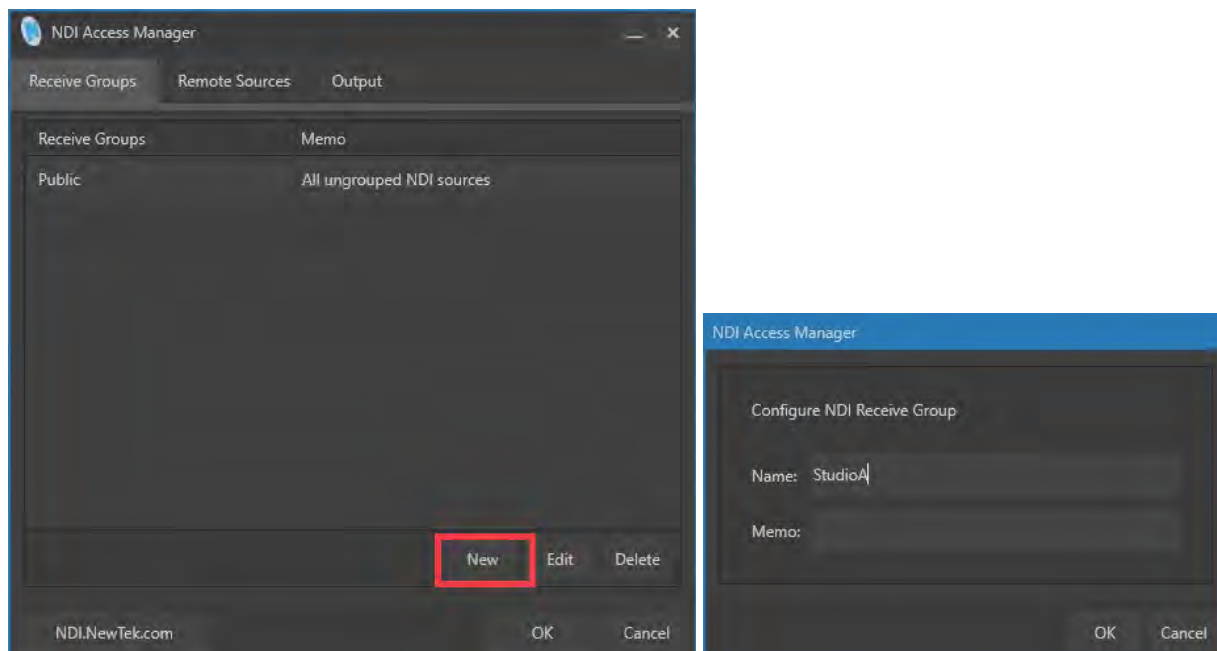 NDI Access Manager
Receive Groups Remote Sources Output
Receive Groups Memo
Public All ungrouped NDI sources
New Edit Delete
NDI.NewTek.com OK Cancel
NDI Access Manager
Configure NDI Receive Group
Name: StudioA
Memo:
OK Cancel